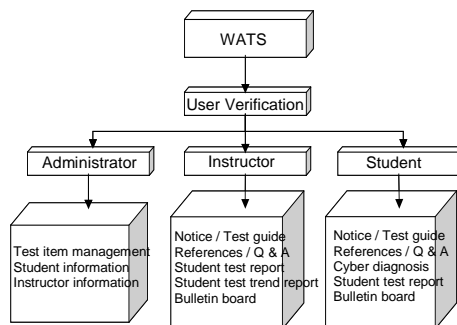 WATS
User Verification
Administrator
Instructor
Student
Test item management
Student information
Instructor information
Notice / Test guide
References / Q & A
Student test report
Student test trend report
Bulletin board
Notice / Test guide
References / Q & A
Cyber diagnosis
Student test report
Bulletin board